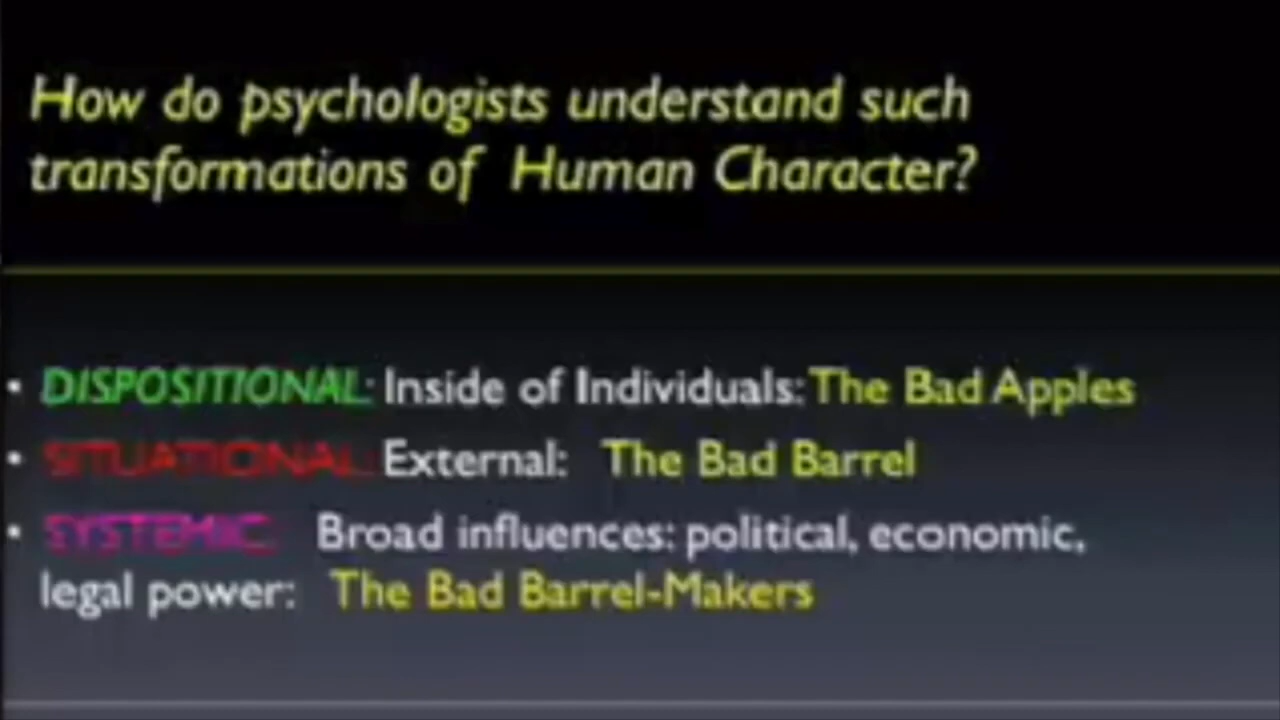 How do psychologists understand such
transformations of Human Character?
• DISPOSITIONAL: Inside of Individuals: The Bad Apples
• SITUATIONAL: External: The Bad Barrel
• SYSTEMIC: Broad influences: political, economic,
legal power: The Bad Barrel-Makers